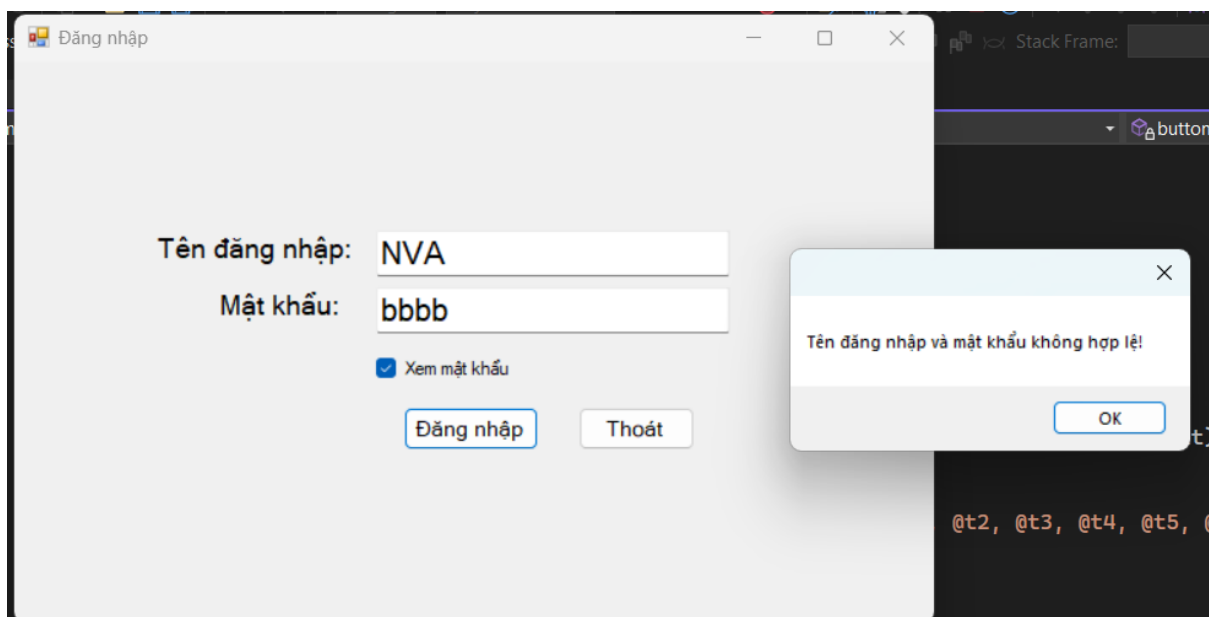 Đăng nhập
Stack Frame:
button
Tên đăng nhập: NVA
Mật khẩu: bbbb
Xem mật khẩu
Đăng nhập Thoát
Tên đăng nhập và mật khẩu không hợp lệ!
OK
@t2, @t3, @t4, @t5,